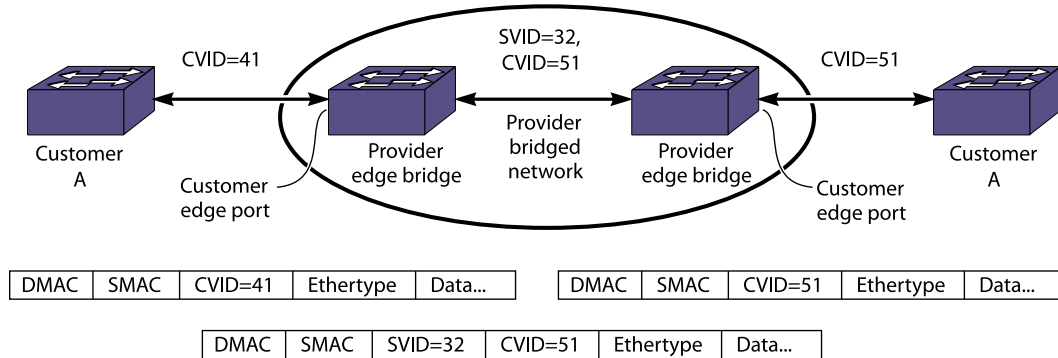 SVID=32,
CVID=41
CVID=51
CVID=51
Customer
A
Provider
edge bridge
Provider
bridged
network
Provider
edge bridge
Customer
A
Customer
edge port
Customer
edge port
DMAC SMAC CVID=41 Ethertype Data...
DMAC SMAC CVID=51 Ethertype Data...
DMAC SMAC SVID=32 CVID=51 Ethertype Data...